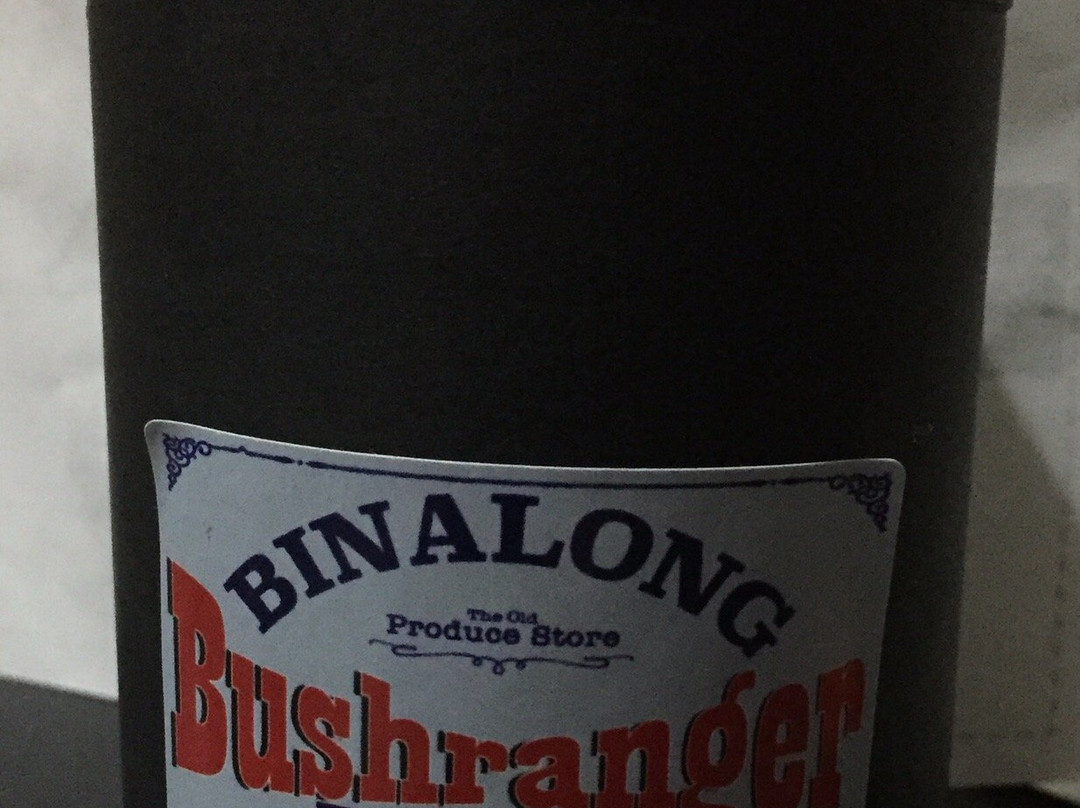 BINALONG
The Old
Produce Store
Bushranger